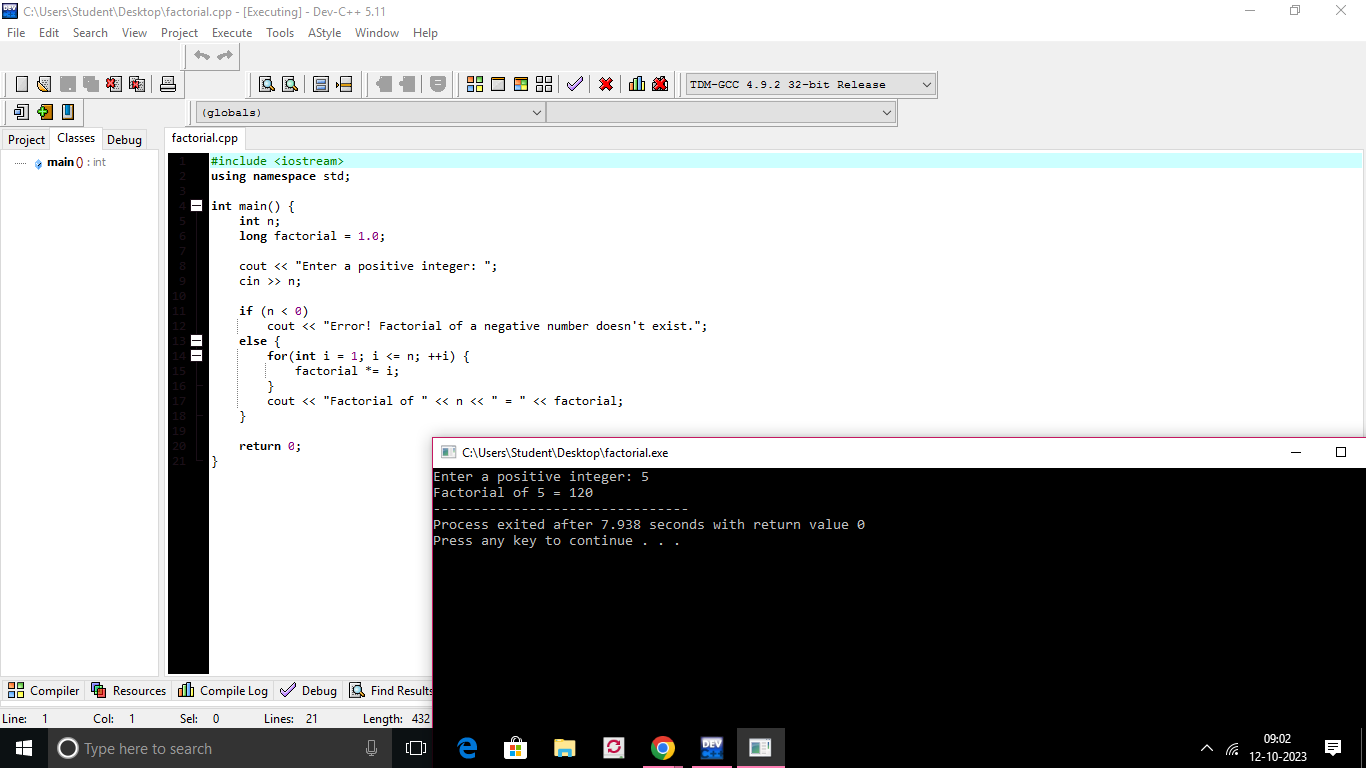 C:\Users\Student\Desktop\factorial.cpp - [Executing] - Dev-C++ 5.11
File Edit Search View Project Execute Tools AStyle Window Help
TDM-GCC 4.9.2 32-bit Release
(globals)
Project Classes Debug
factorial.cpp
main () : int
1 #include <iostream>
2 using namespace std;
3
4 int main() {
5     int n;
6     long factorial = 1.0;
7
8     cout << "Enter a positive integer: ";
9     cin >> n;
10
11     if (n < 0)
12         cout << "Error! Factorial of a negative number doesn't exist.";
13     else {
14         for(int i = 1; i <= n; ++i) {
15             factorial *= i;
16         }
17         cout << "Factorial of " << n << " = " << factorial;
18     }
19
20     return 0;
21 }
C:\Users\Student\Desktop\factorial.exe
Enter a positive integer: 5
Factorial of 5 = 120
--------------------------------
Process exited after 7.938 seconds with return value 0
Press any key to continue . . .
Compiler Resources Compile Log Debug Find Results
Line: 1 Col: 1 Sel: 0 Lines: 21 Length: 432
Type here to search
DEV
09:02
12-10-2023